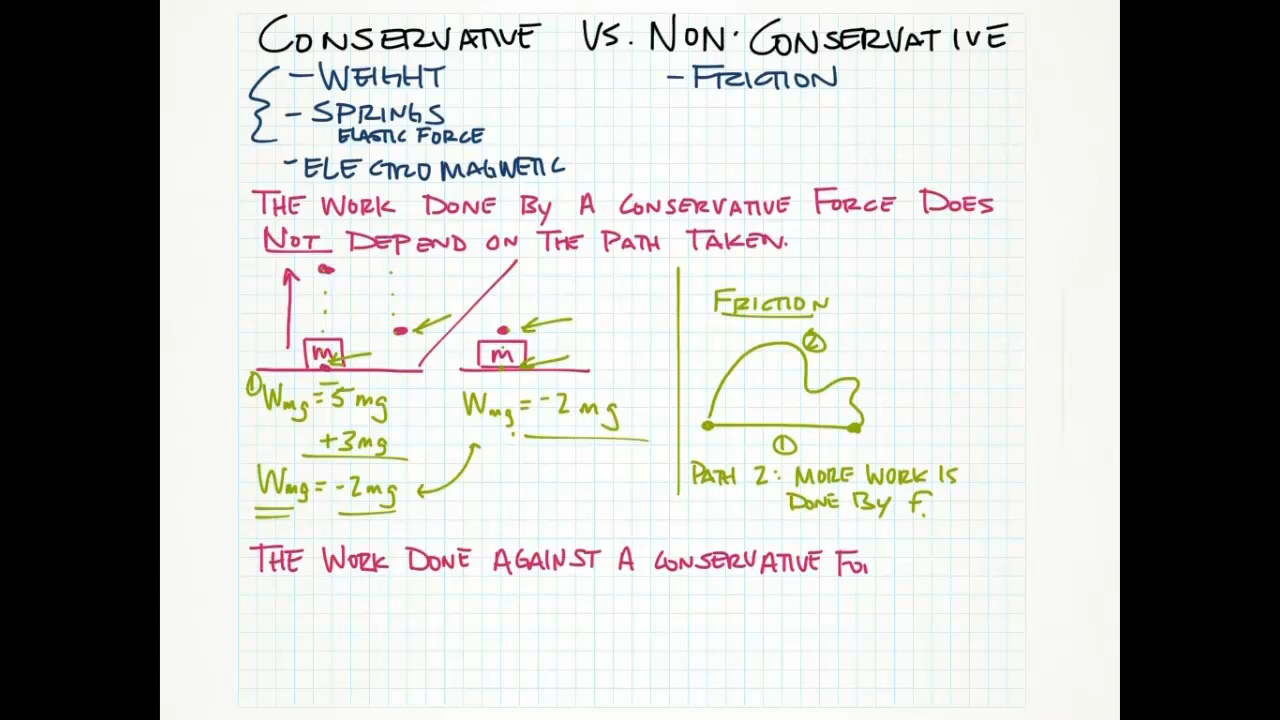 CONSERVATIVE VS. NON-CONSERVATIVE
- WEIGHT
- SPRINGS
ELASTIC FORCE
- ELECTROMAGNETIC
- FRICTION
THE WORK DONE BY A CONSERVATIVE FORCE DOES
NOT DEPEND ON THE PATH TAKEN.
m
① Wmg = -5mg
+3mg
Wmg = -2mg
m
Wmg = -2mg
FRICTION
②
①
PATH 2: MORE WORK IS
DONE BY f.
THE WORK DONE AGAINST A CONSERVATIVE FOR